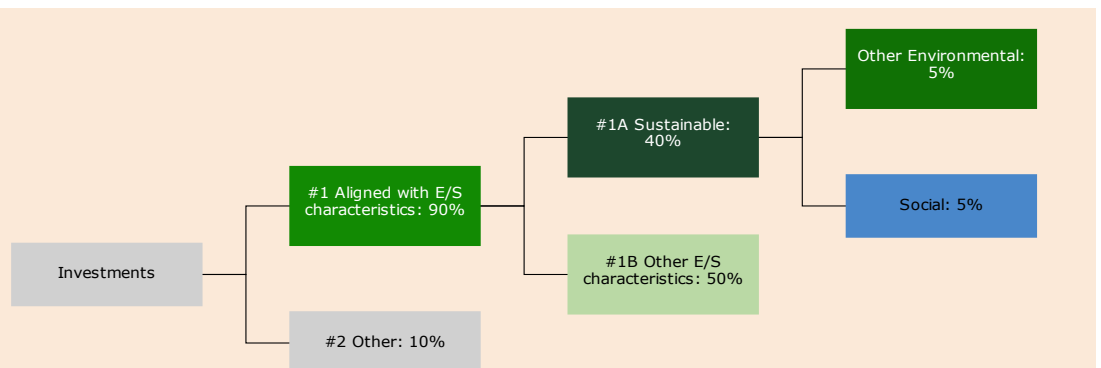 Other Environmental:
5%
#1A Sustainable:
40%
#1 Aligned with E/S
characteristics: 90%
Social: 5%
Investments
#1B Other E/S
characteristics: 50%
#2 Other: 10%